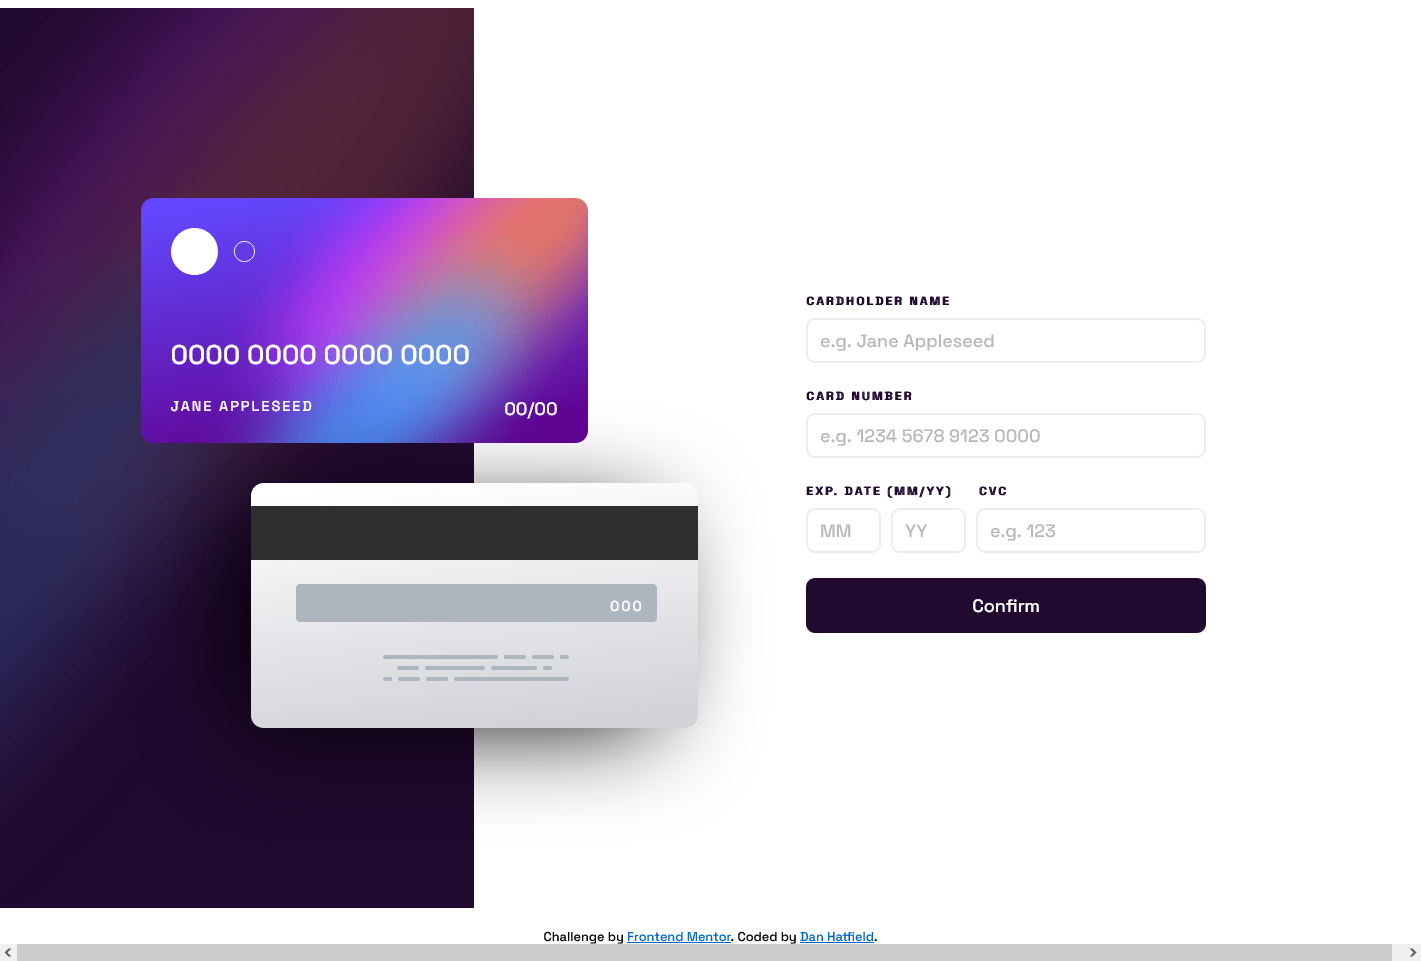 0000 0000 0000 0000
JANE APPLESEED 00/00
000
CARDHOLDER NAME
e.g. Jane Appleseed
CARD NUMBER
e.g. 1234 5678 9123 0000
EXP. DATE (MM/YY) CVC
MM YY e.g. 123
Confirm
Challenge by Frontend Mentor. Coded by Dan Hatfield.